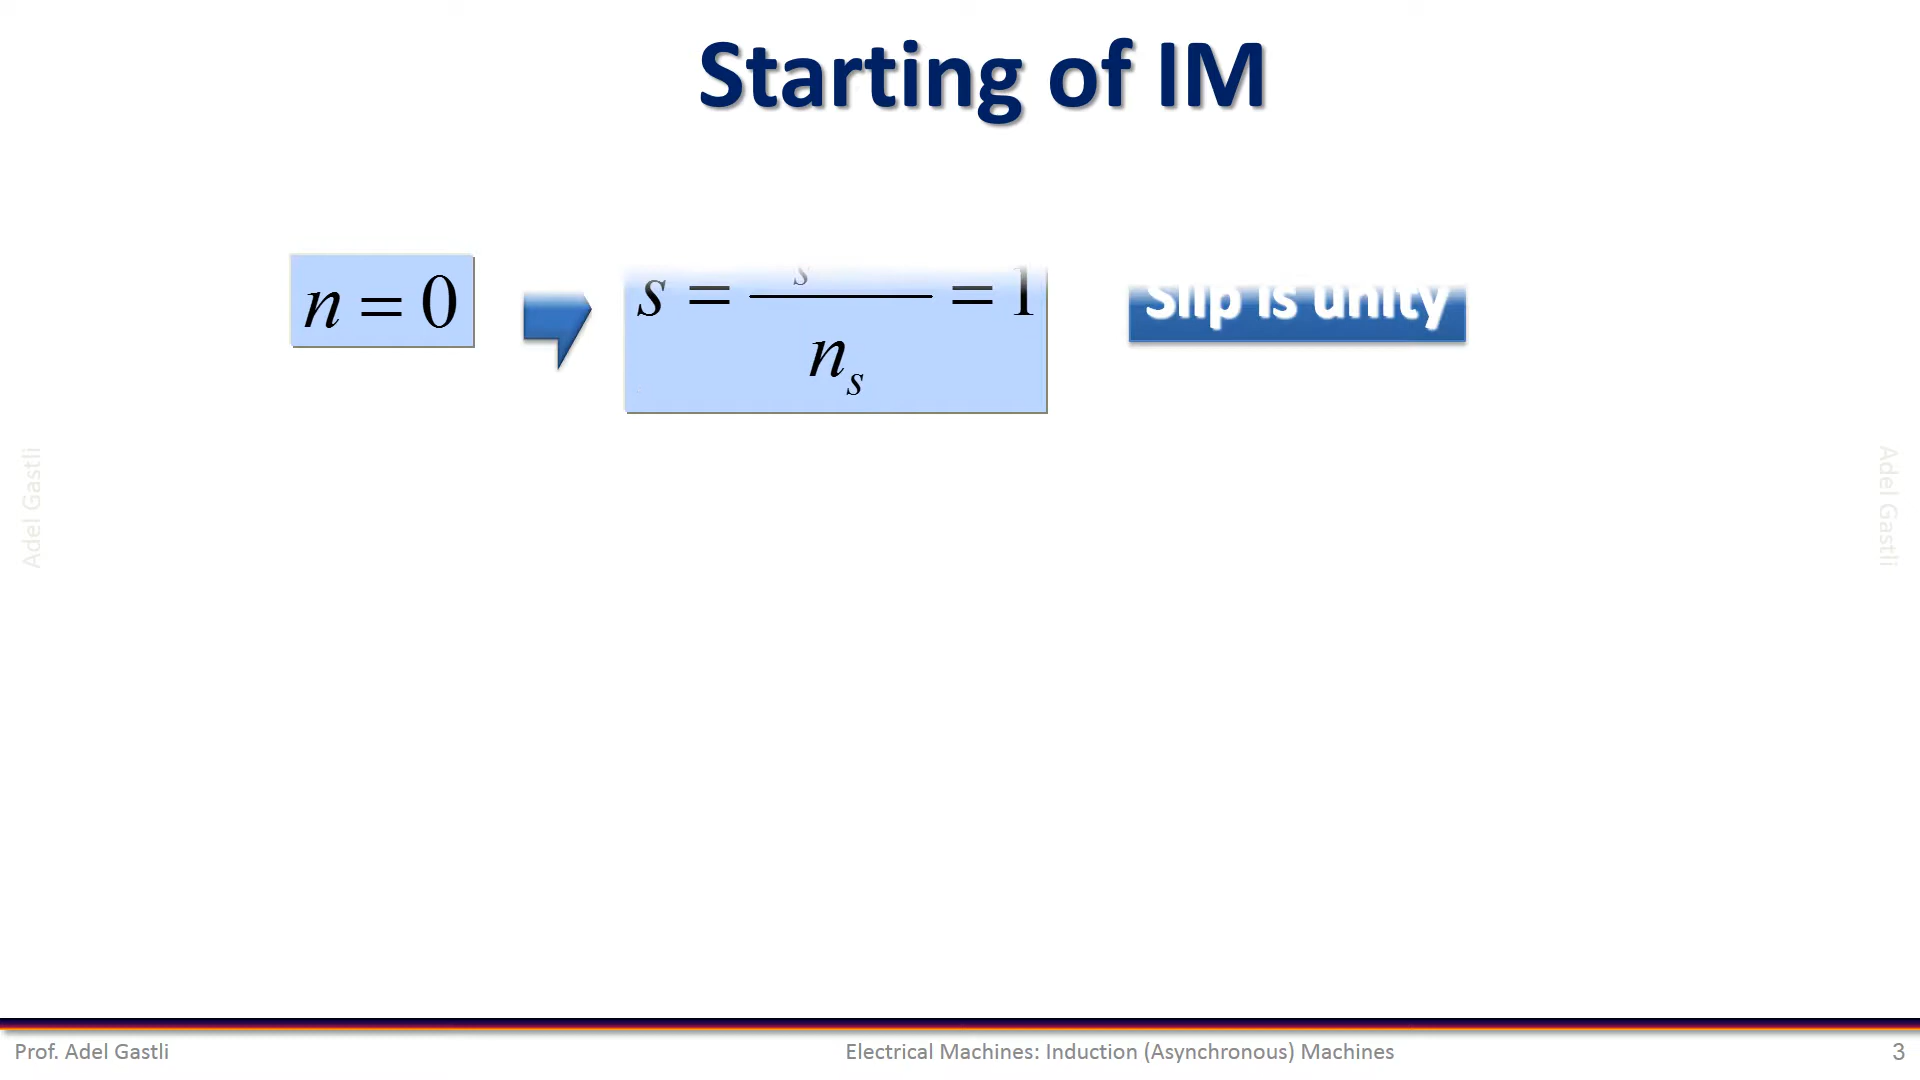 Starting of IM
n = 0
s = s / n_s = 1
Slip is unity
Adel Gastli
Adel Gastli
Prof. Adel Gastli
Electrical Machines: Induction (Asynchronous) Machines
3